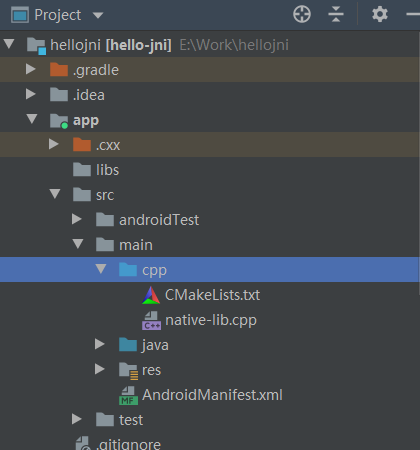 Project
hellojni [hello-jni] E:\Work\hellojni
.gradle
.idea
app
.cxx
libs
src
androidTest
main
cpp
CMakeLists.txt
native-lib.cpp
java
res
AndroidManifest.xml
test
.gitignore